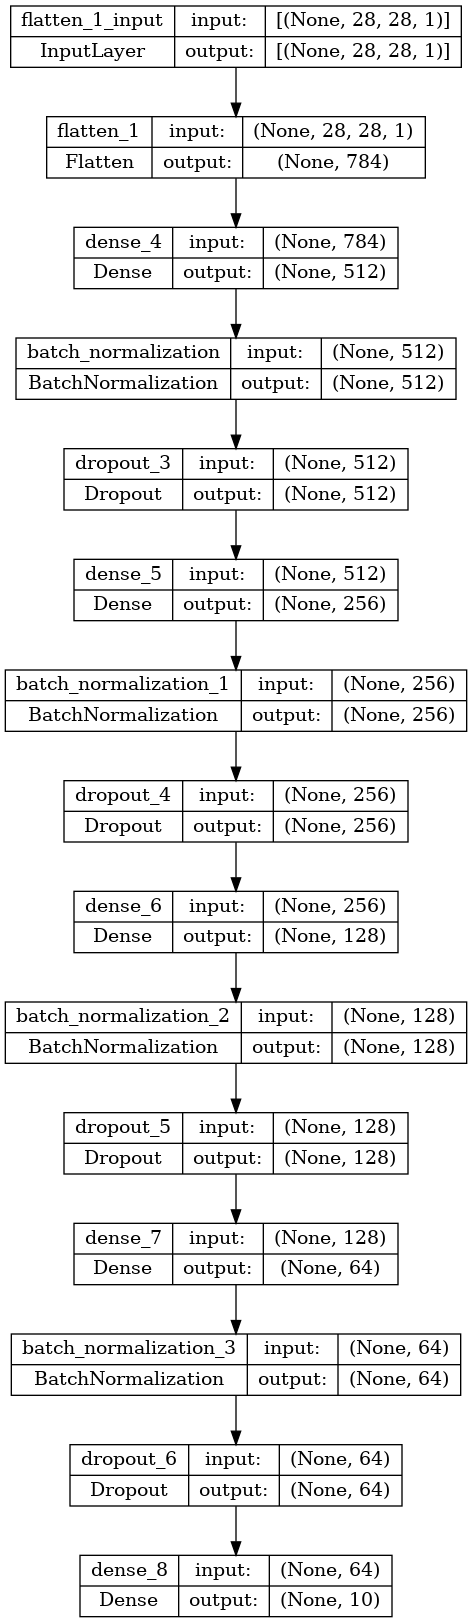 flatten_1_input input: [(None, 28, 28, 1)]
InputLayer output: [(None, 28, 28, 1)]
flatten_1 input: (None, 28, 28, 1)
Flatten output: (None, 784)
dense_4 input: (None, 784)
Dense output: (None, 512)
batch_normalization input: (None, 512)
BatchNormalization output: (None, 512)
dropout_3 input: (None, 512)
Dropout output: (None, 512)
dense_5 input: (None, 512)
Dense output: (None, 256)
batch_normalization_1 input: (None, 256)
BatchNormalization output: (None, 256)
dropout_4 input: (None, 256)
Dropout output: (None, 256)
dense_6 input: (None, 256)
Dense output: (None, 128)
batch_normalization_2 input: (None, 128)
BatchNormalization output: (None, 128)
dropout_5 input: (None, 128)
Dropout output: (None, 128)
dense_7 input: (None, 128)
Dense output: (None, 64)
batch_normalization_3 input: (None, 64)
BatchNormalization output: (None, 64)
dropout_6 input: (None, 64)
Dropout output: (None, 64)
dense_8 input: (None, 64)
Dense output: (None, 10)